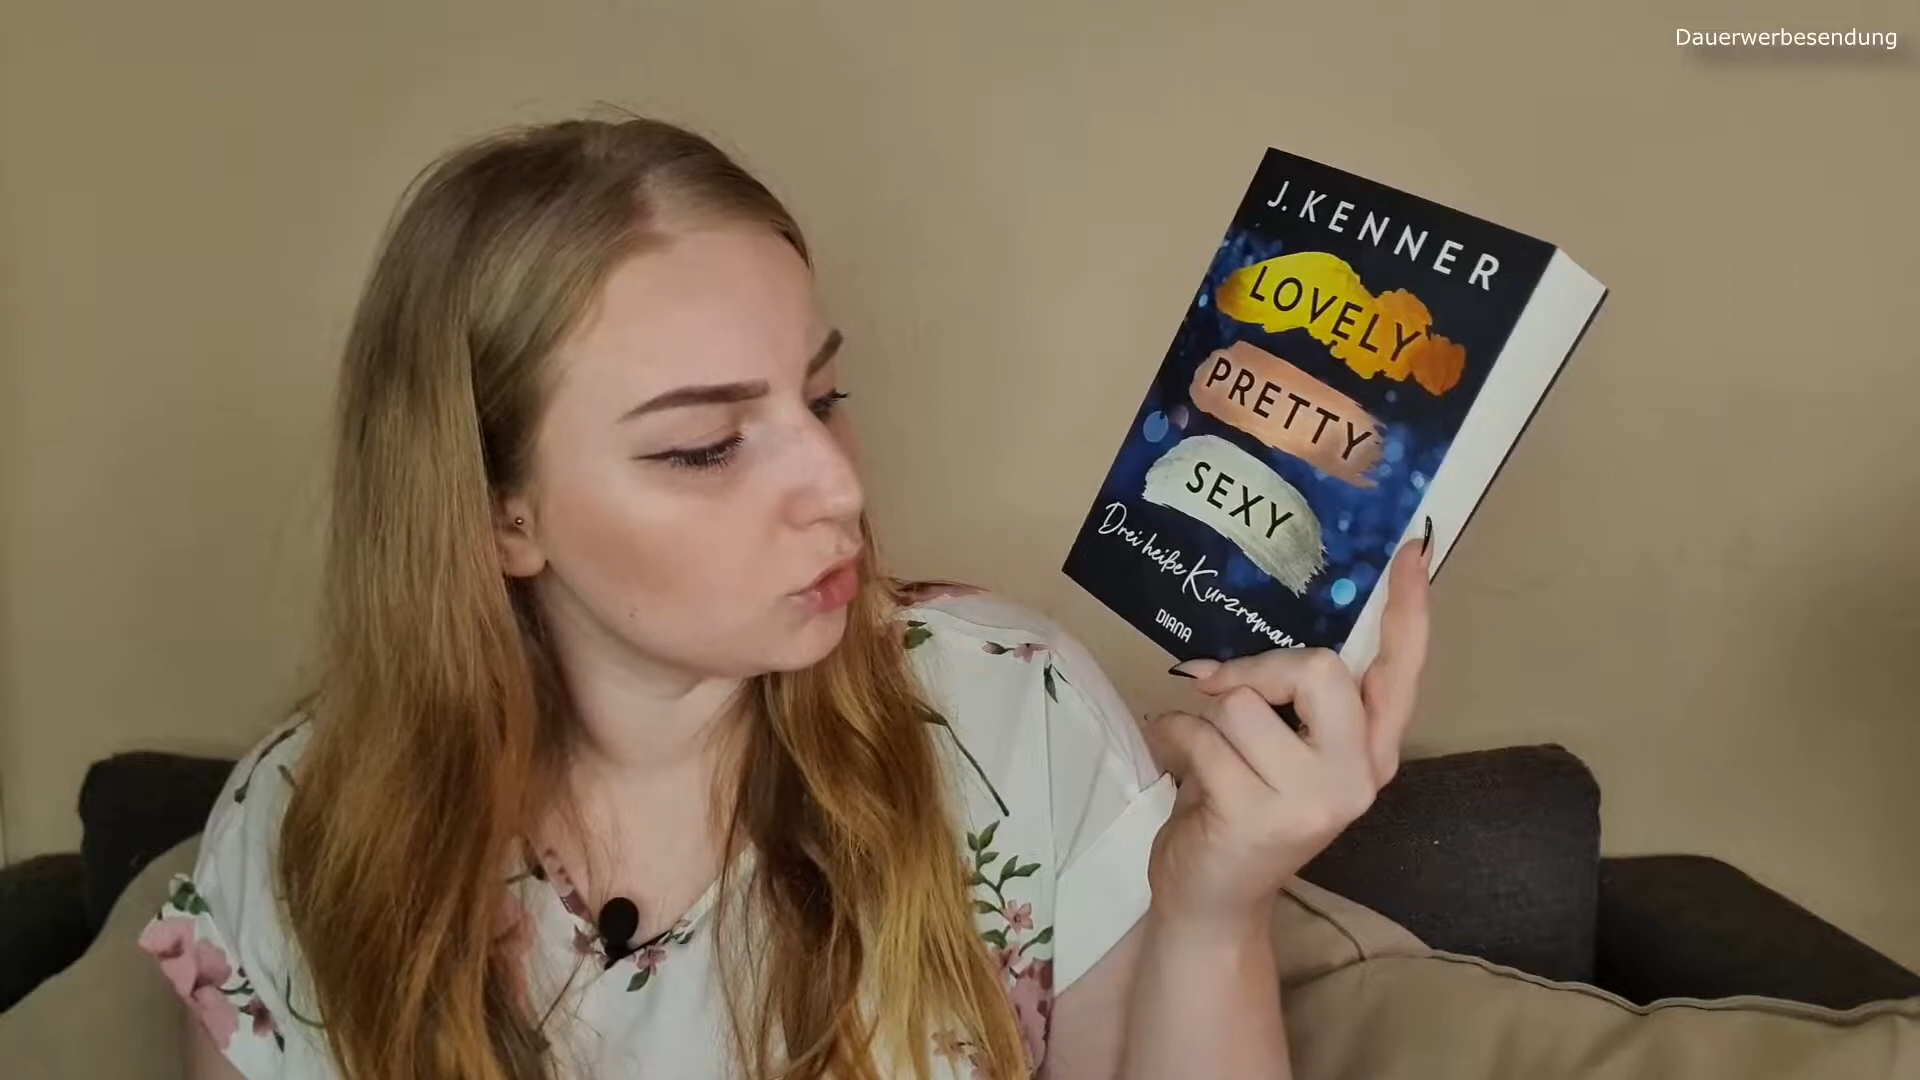 Dauerwerbesendung
J. KENNER
LOVELY
PRETTY
SEXY
Drei heiße Kurzromane
DIANA